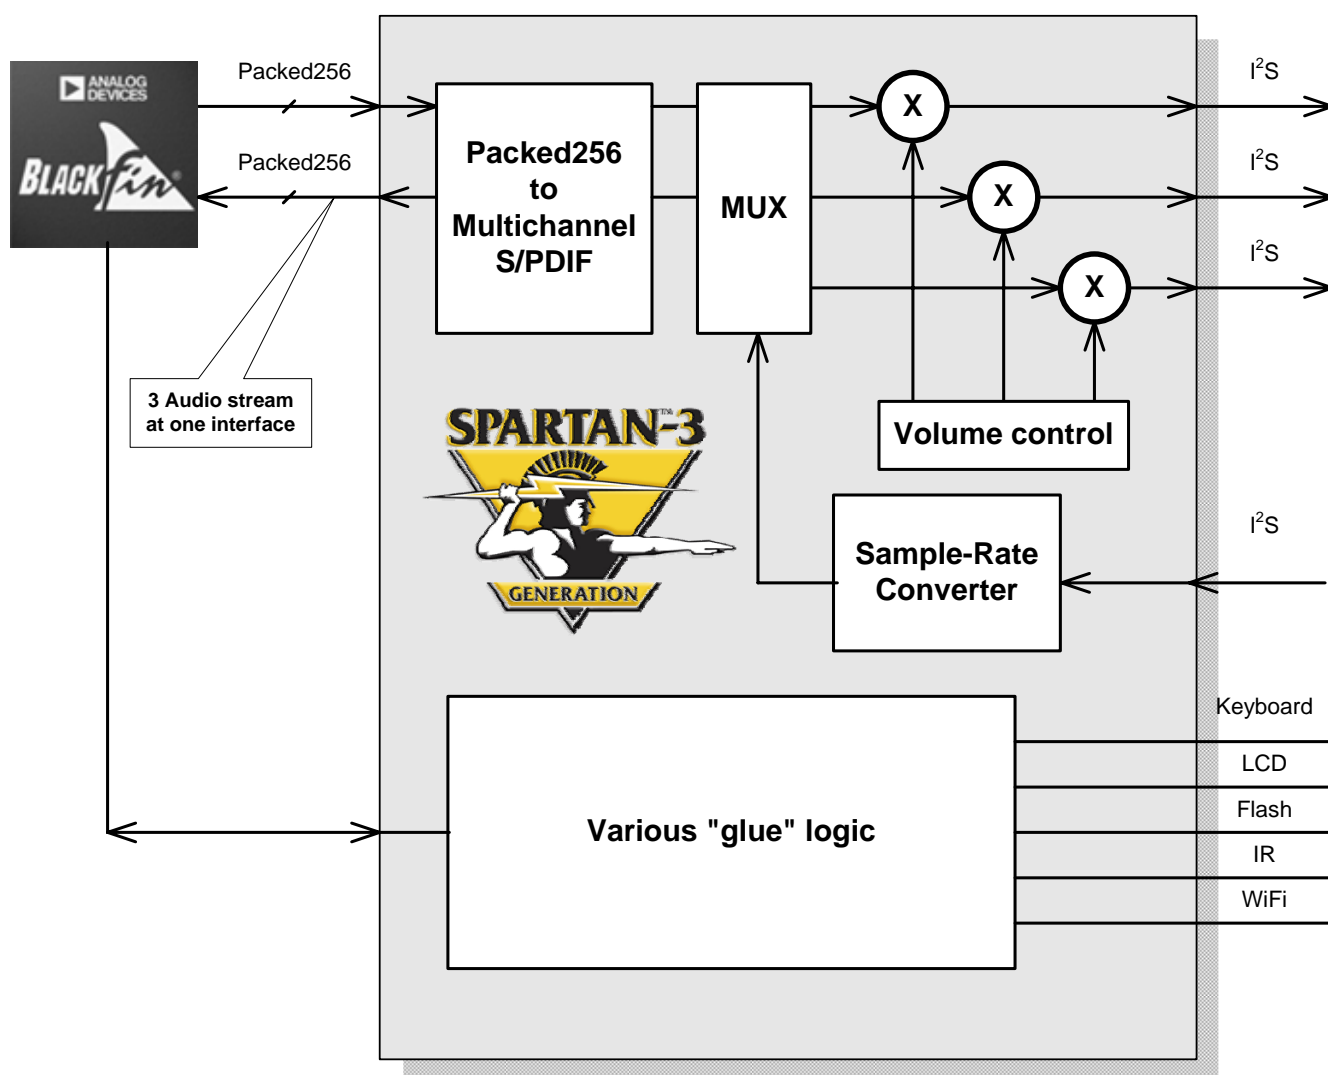 ANALOG
DEVICES
BLACKfin®
Packed256
Packed256
3 Audio stream
at one interface
Packed256
to
Multichannel
S/PDIF
MUX
X
X
X
I²S
I²S
I²S
Volume control
SPARTAN™-3
GENERATION
Sample-Rate
Converter
I²S
Various "glue" logic
Keyboard
LCD
Flash
IR
WiFi